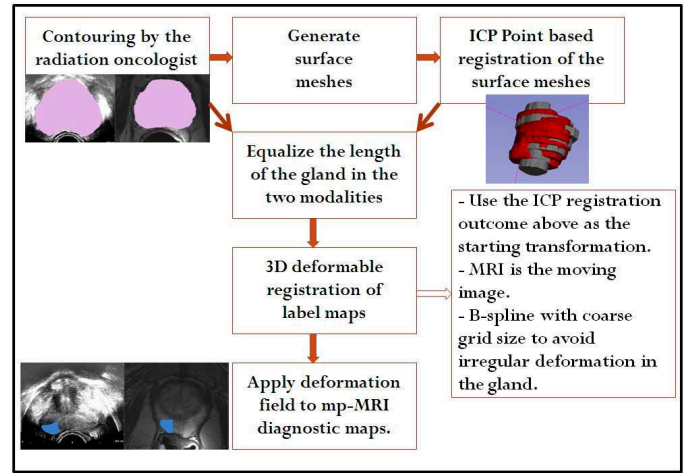 Contouring by the
radiation oncologist
Generate
surface
meshes
ICP Point based
registration of the
surface meshes
Equalize the length
of the gland in the
two modalities
- Use the ICP registration
outcome above as the
starting transformation.
- MRI is the moving
image.
- B-spline with coarse
grid size to avoid
irregular deformation in
the gland.
3D deformable
registration of
label maps
Apply deformation
field to mp-MRI
diagnostic maps.